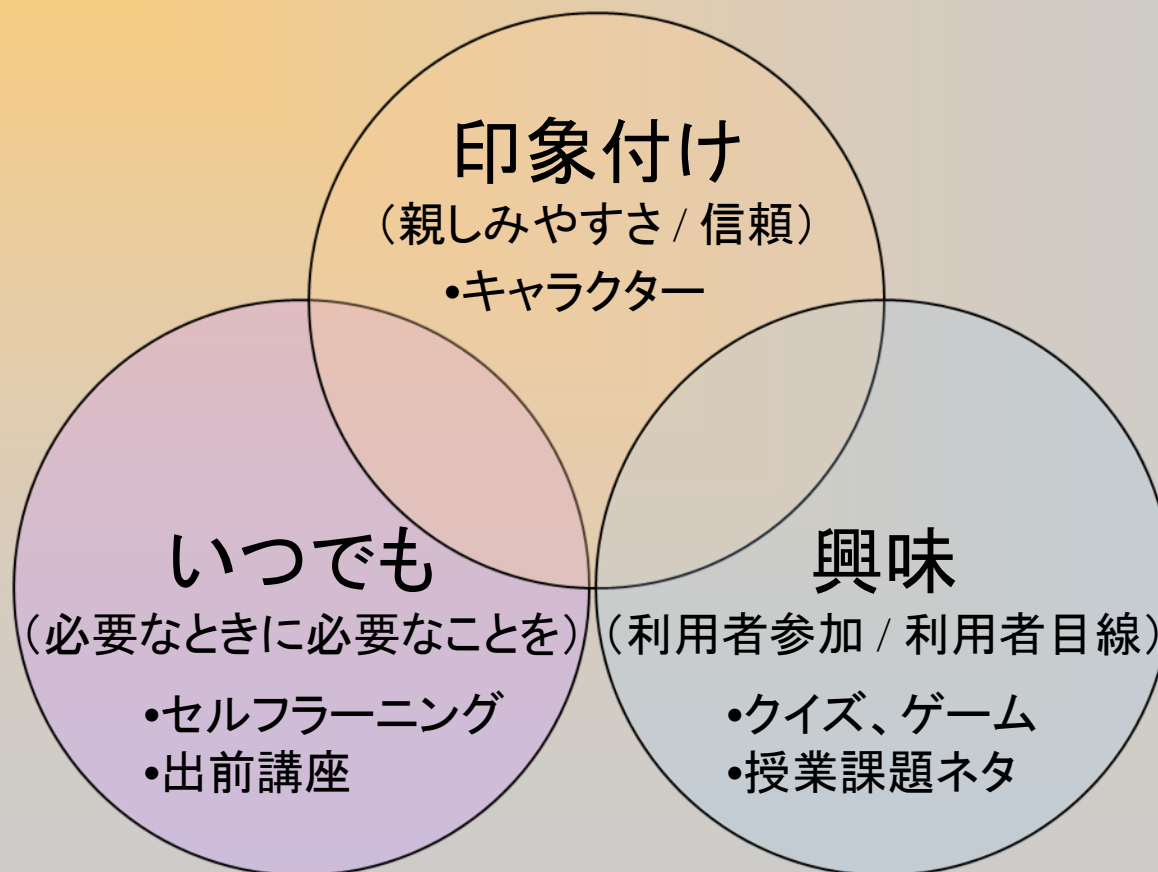 印象付け
（親しみやすさ / 信頼）
•キャラクター
いつでも
（必要なときに必要なことを）
•セルフラーニング
•出前講座
興味
（利用者参加 / 利用者目線）
•クイズ、ゲーム
•授業課題ネタ